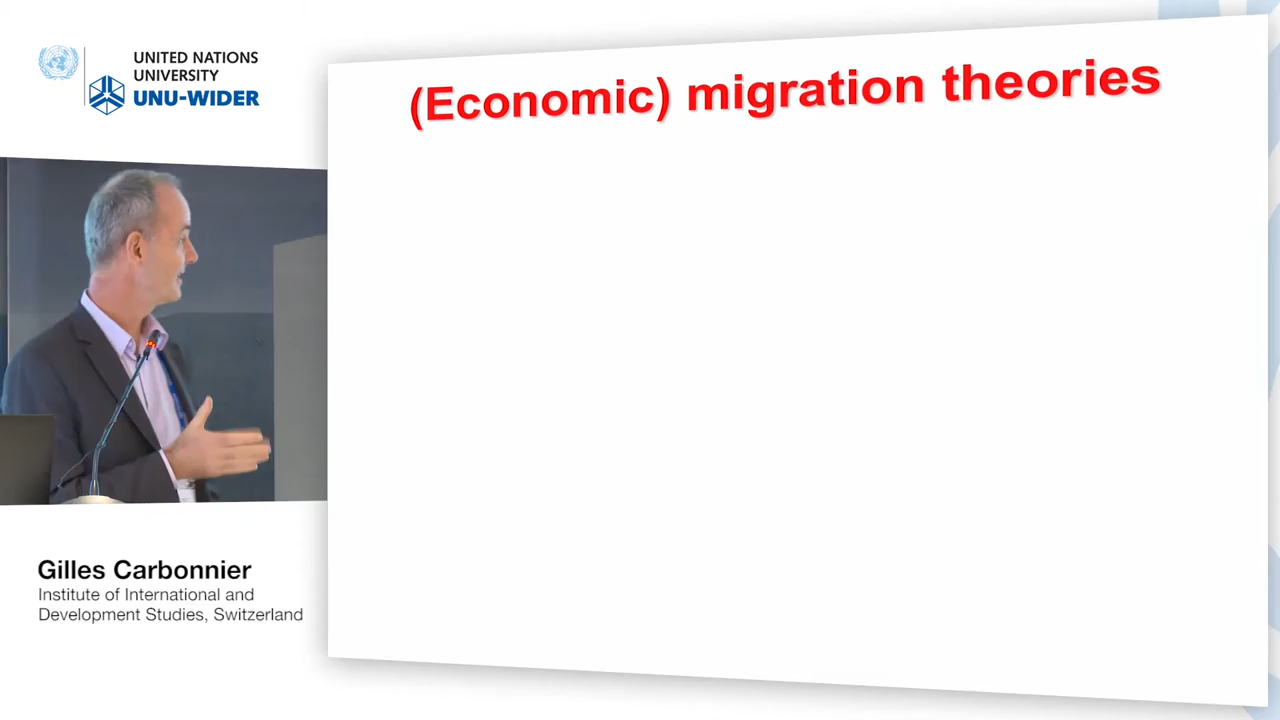 UNITED NATIONS
UNIVERSITY
UNU-WIDER
(Economic) migration theories
Gilles Carbonnier
Institute of International and
Development Studies, Switzerland